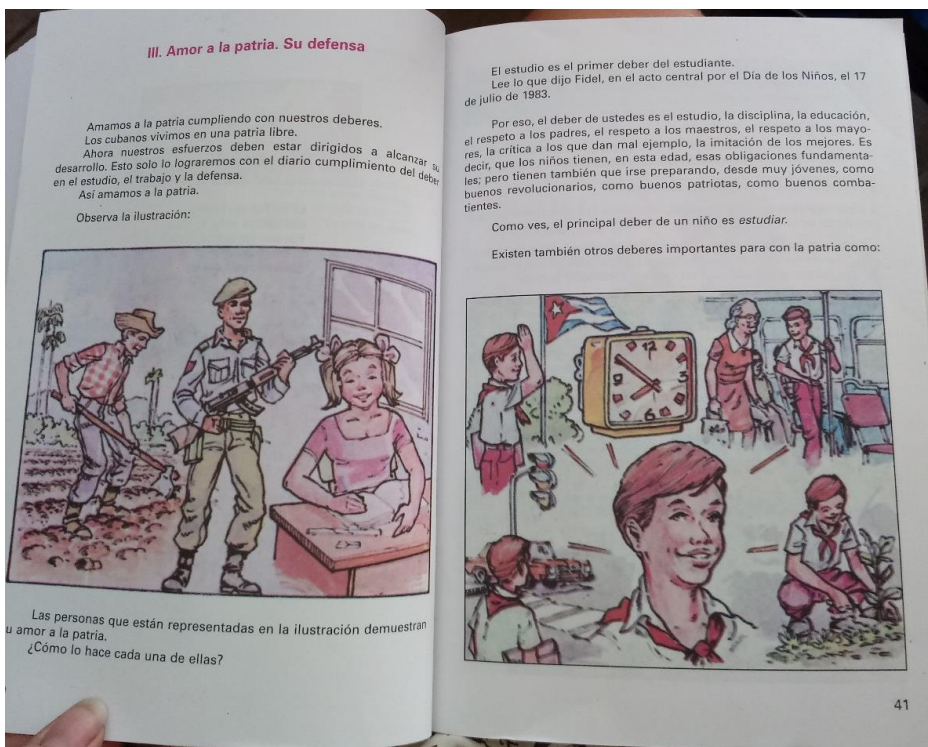 III. Amor a la patria. Su defensa
Amamos a la patria cumpliendo con nuestros deberes.
Los cubanos vivimos en una patria libre.
Ahora nuestros esfuerzos deben estar dirigidos a alcanzar su
desarrollo. Esto solo lo lograremos con el diario cumplimiento del deber
en el estudio, el trabajo y la defensa.
Así amamos a la patria.
Observa la ilustración:
Las personas que están representadas en la ilustración demuestran
u amor a la patria.
¿Cómo lo hace cada una de ellas?
El estudio es el primer deber del estudiante.
Lee lo que dijo Fidel, en el acto central por el Día de los Niños, el 17
de julio de 1983.
Por eso, el deber de ustedes es el estudio, la disciplina, la educación,
el respeto a los padres, el respeto a los maestros, el respeto a los mayo-
res, la crítica a los que dan mal ejemplo, la imitación de los mejores. Es
decir, que los niños tienen, en esta edad, esas obligaciones fundamenta-
les; pero tienen también que irse preparando, desde muy jóvenes, como
buenos revolucionarios, como buenos patriotas, como buenos comba-
tientes.
Como ves, el principal deber de un niño es estudiar.
Existen también otros deberes importantes para con la patria como:
12
9 3
6
41